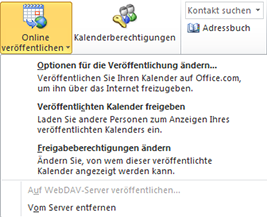 Online
veröffentlichen
Kalenderberechtigungen
Kontakt suchen
Adressbuch
Optionen für die Veröffentlichung ändern...
Veröffentlichen Sie Ihren Kalender auf Office.com,
um ihn über das Internet freizugeben.
Veröffentlichten Kalender freigeben
Laden Sie andere Personen zum Anzeigen Ihres
veröffentlichten Kalenders ein.
Freigabeberechtigungen ändern
Ändern Sie, von wem dieser veröffentlichte
Kalender angezeigt werden kann.
Auf WebDAV-Server veröffentlichen...
Vom Server entfernen